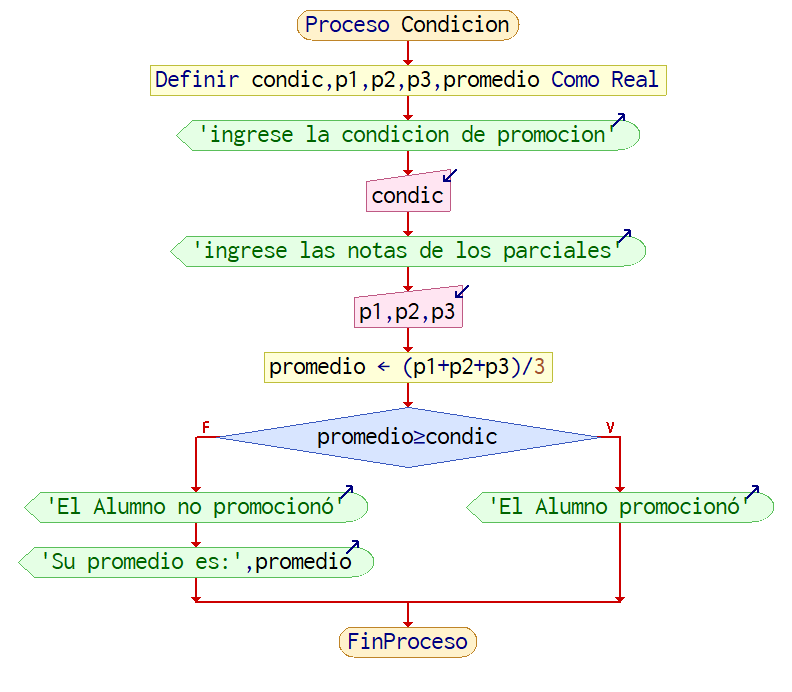 Proceso Condicion
Definir condic,p1,p2,p3,promedio Como Real
'ingrese la condicion de promocion'
condic
'ingrese las notas de los parciales'
p1,p2,p3
promedio ← (p1+p2+p3)/3
promedio≥condic
F
V
'El Alumno no promocionó'
'El Alumno promocionó'
'Su promedio es:',promedio
FinProceso